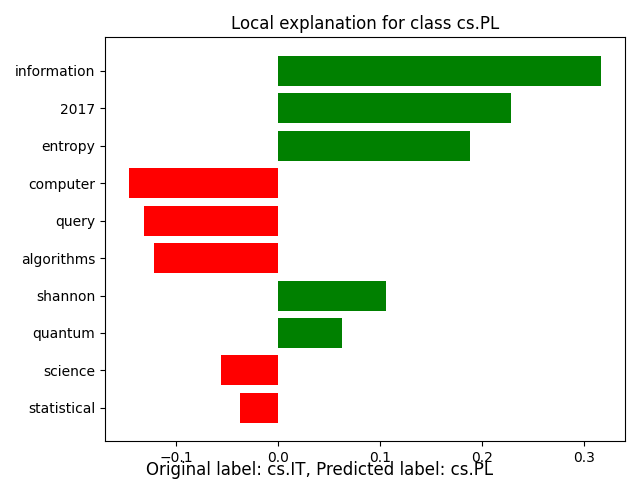 Local explanation for class cs.PL
information
2017
entropy
computer
query
algorithms
shannon
quantum
science
statistical
−0.1 0.0 0.1 0.2 0.3
Original label: cs.IT, Predicted label: cs.PL